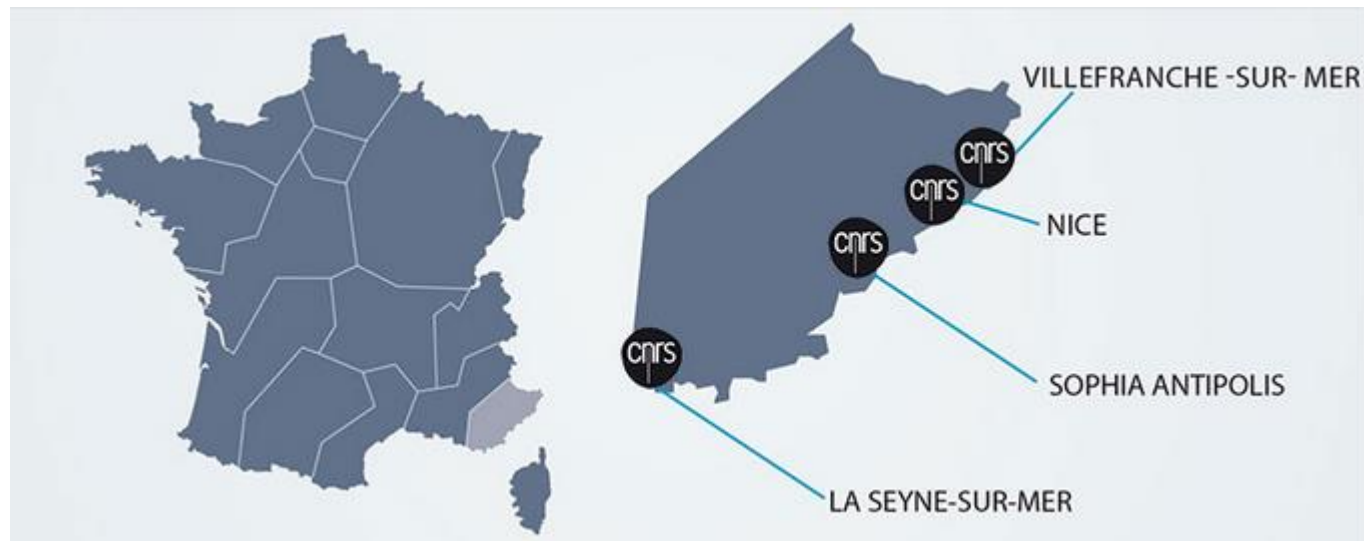 VILLEFRANCHE -SUR- MER
cnrs
cnrs
NICE
cnrs
cnrs
SOPHIA ANTIPOLIS
LA SEYNE-SUR-MER